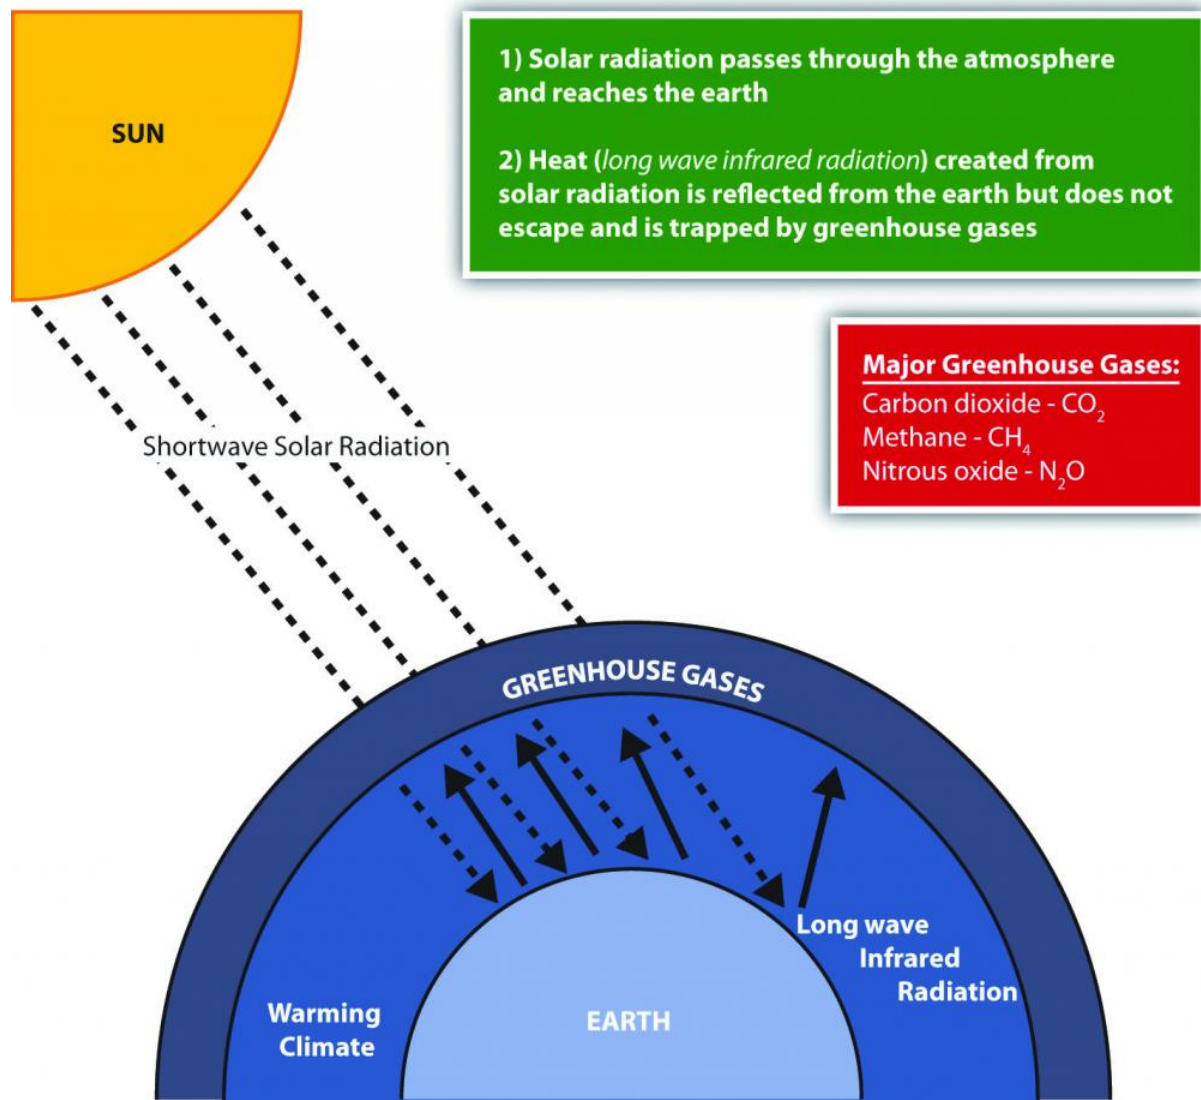 SUN
1) Solar radiation passes through the atmosphere
and reaches the earth
2) Heat (long wave infrared radiation) created from
solar radiation is reflected from the earth but does not
escape and is trapped by greenhouse gases
Major Greenhouse Gases:
Carbon dioxide - CO₂
Methane - CH₄
Nitrous oxide - N₂O
Shortwave Solar Radiation
GREENHOUSE GASES
Long wave
Infrared
Radiation
Warming
Climate
EARTH